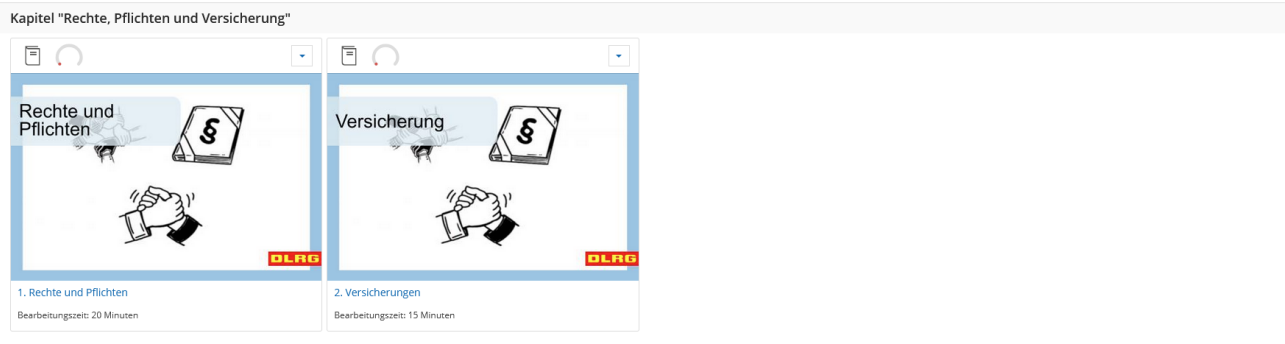 Kapitel "Rechte, Pflichten und Versicherung"
Rechte und
Pflichten
§
DLRG
1. Rechte und Pflichten
Bearbeitungszeit: 20 Minuten
Versicherung
§
DLRG
2. Versicherungen
Bearbeitungszeit: 15 Minuten